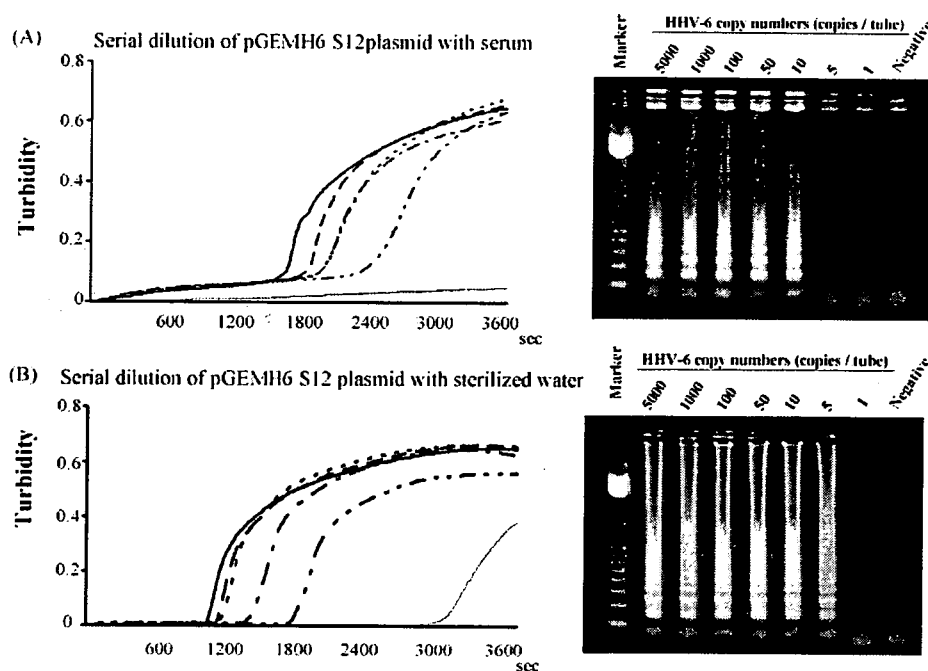 (A) Serial dilution of pGEMH6 S12plasmid with serum
0.8
0.6
0.4
0.2
0
Turbidity
600 1200 1800 2400 3000 3600
sec
HHV-6 copy numbers (copies / tube)
Marker 5000 1000 100 50 10 5 1 Negative
(B) Serial dilution of pGEMH6 S12 plasmid with sterilized water
0.8
0.6
0.4
0.2
0
Turbidity
600 1200 1800 2400 3000 3600
sec
HHV-6 copy numbers (copies / tube)
Marker 5000 1000 100 50 10 5 1 Negative